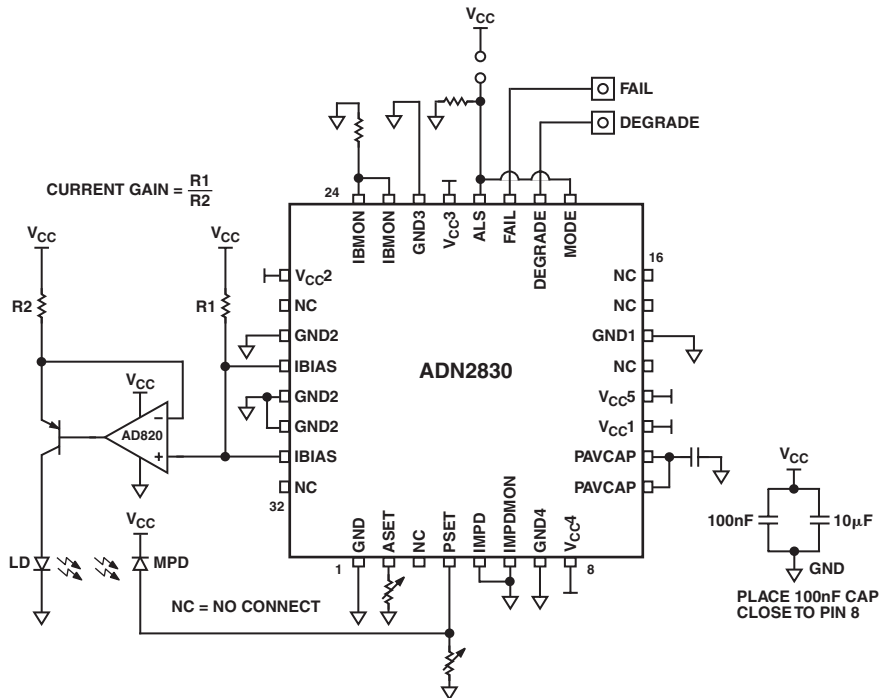 VCC
FAIL
DEGRADE
CURRENT GAIN = R1/R2
24
IBMON
IBMON
GND3
VCC3
ALS
FAIL
DEGRADE
MODE
16
VCC
VCC
R2
R1
VCC2
NC
GND2
IBIAS
GND2
GND2
IBIAS
NC
32
ADN2830
NC
NC
GND1
NC
VCC5
VCC1
PAVCAP
PAVCAP
VCC
AD820
−
+
VCC
LD
MPD
1
GND
ASET
NC
PSET
IMPD
IMPDMON
GND4
VCC4
8
NC = NO CONNECT
VCC
100nF
10μF
GND
PLACE 100nF CAP
CLOSE TO PIN 8